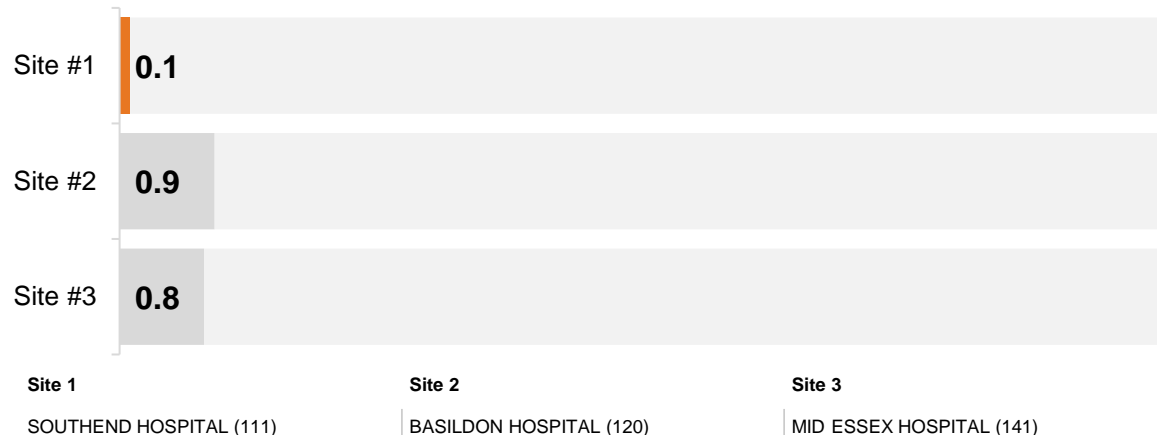 Site #1 0.1
Site #2 0.9
Site #3 0.8
Site 1 Site 2 Site 3
SOUTHEND HOSPITAL (111) BASILDON HOSPITAL (120) MID ESSEX HOSPITAL (141)